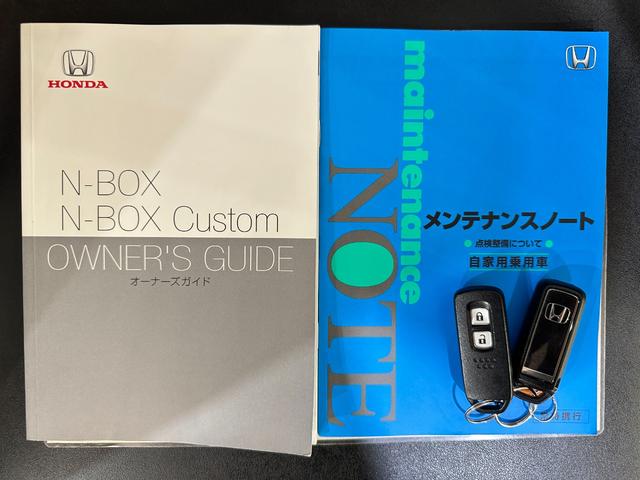 HONDA
N-BOX
N-BOX Custom
OWNER'S GUIDE
オーナーズガイド
maintenance
NOTE
メンテナンスノート
点検整備について
自家用乗用車
携行